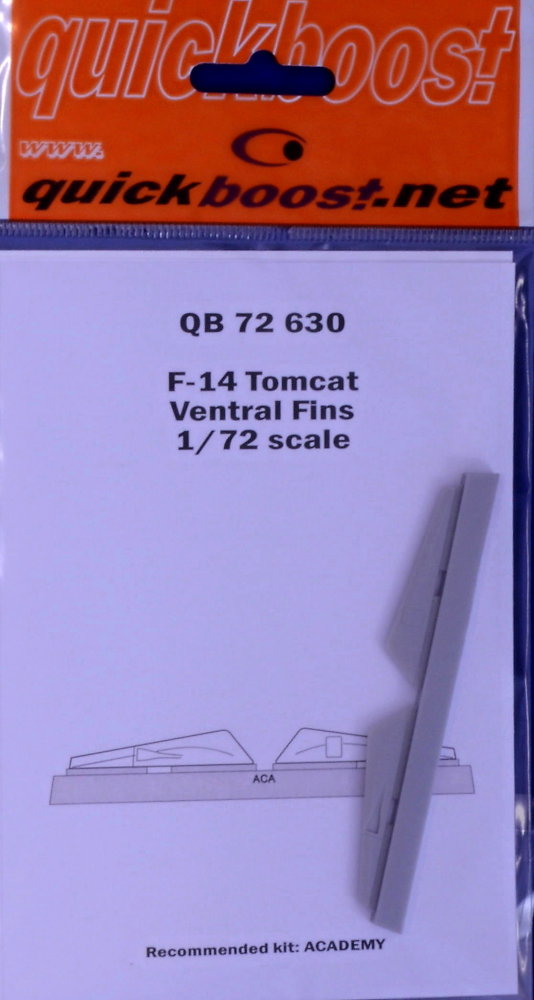 quickboost
www.
quickboost.net
QB 72 630
F-14 Tomcat
Ventral Fins
1/72 scale
ACA
Recommended kit: ACADEMY